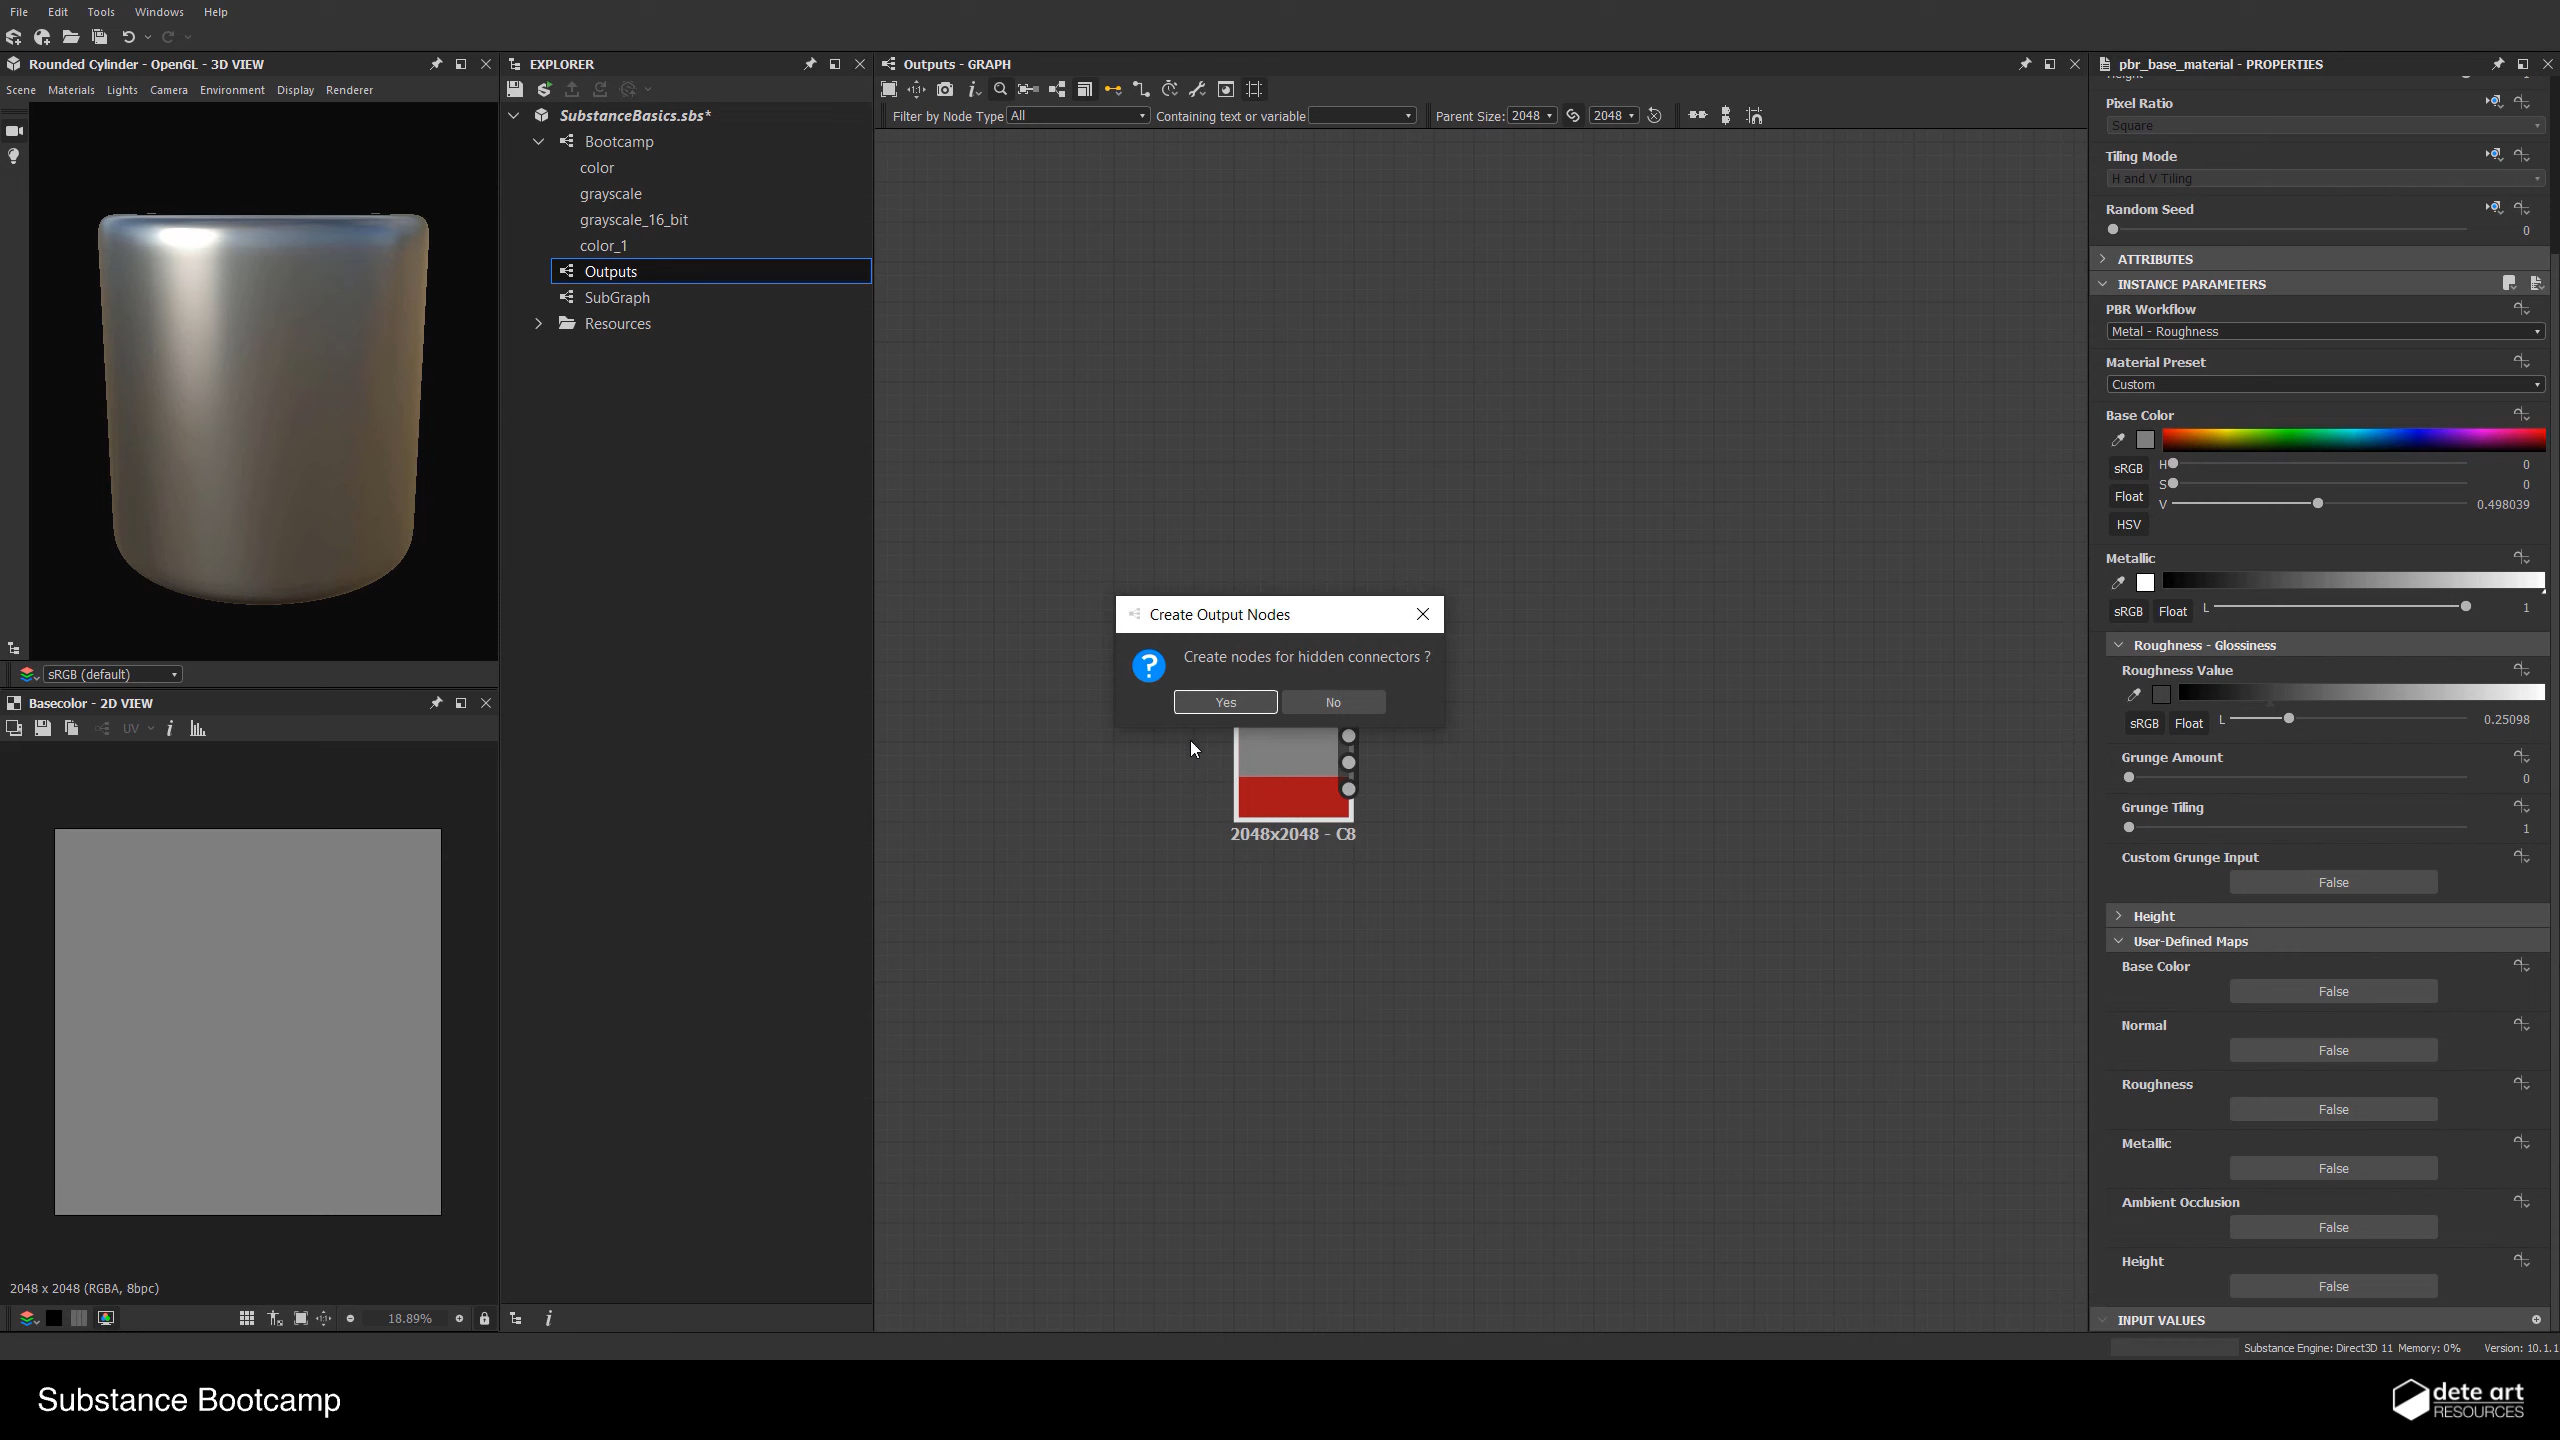 File Edit Tools Windows Help
Rounded Cylinder - OpenGL - 3D VIEW
Scene Materials Lights Camera Environment Display Renderer
sRGB (default)
Basecolor - 2D VIEW
UV
2048 x 2048 (RGBA, 8bpc)
18.89%
EXPLORER
SubstanceBasics.sbs*
Bootcamp
color
grayscale
grayscale_16_bit
color_1
Outputs
SubGraph
Resources
Outputs - GRAPH
Filter by Node Type All Containing text or variable Parent Size: 2048 2048
Create Output Nodes
Create nodes for hidden connectors ?
Yes No
2048x2048 - C8
pbr_base_material - PROPERTIES
Pixel Ratio
Square
Tiling Mode
H and V Tiling
Random Seed
0
ATTRIBUTES
INSTANCE PARAMETERS
PBR Workflow
Metal - Roughness
Material Preset
Custom
Base Color
sRGB H 0
S 0
Float
V 0.498039
HSV
Metallic
sRGB Float L 1
Roughness - Glossiness
Roughness Value
sRGB Float L 0.25098
Grunge Amount
0
Grunge Tiling
1
Custom Grunge Input
False
Height
User-Defined Maps
Base Color
False
Normal
False
Roughness
False
Metallic
False
Ambient Occlusion
False
Height
False
INPUT VALUES
Substance Engine: Direct3D 11 Memory: 0% Version: 10.1.1
Substance Bootcamp
dete art
RESOURCES